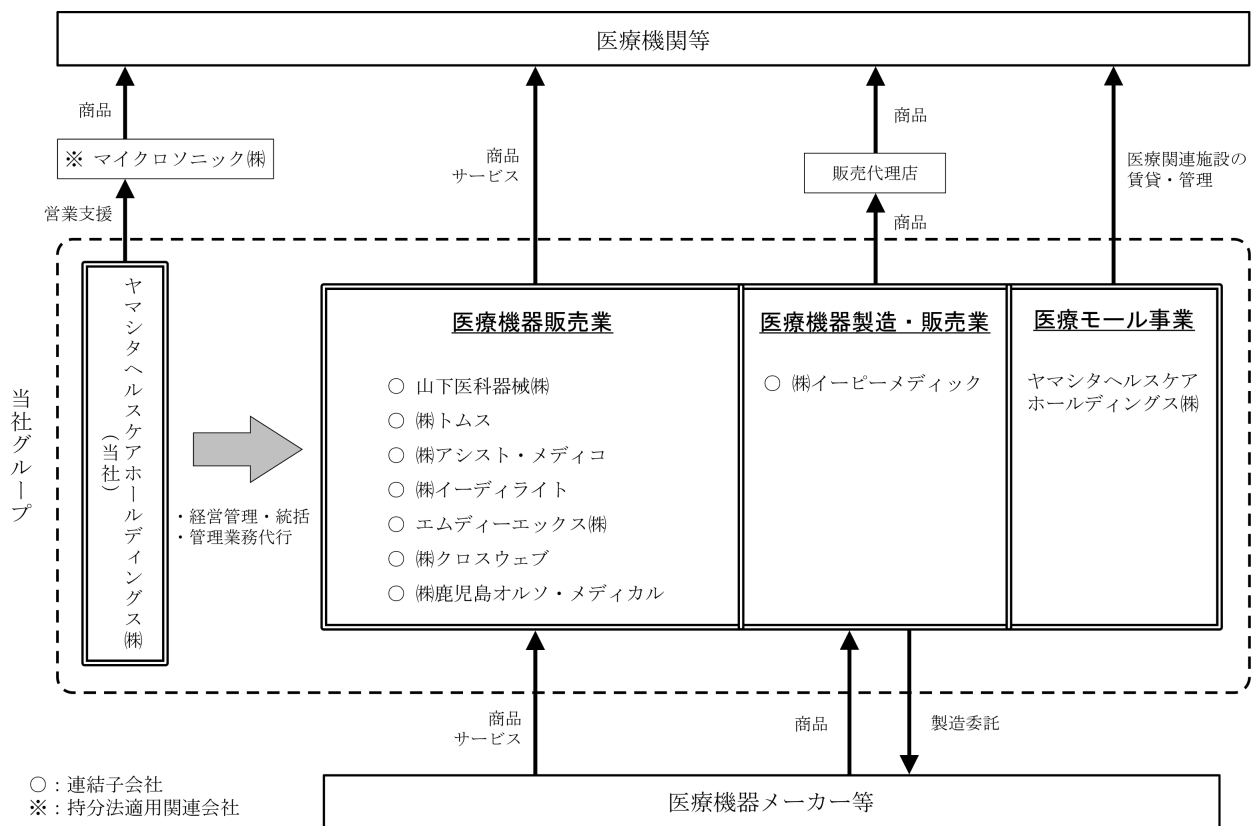 医療機関等
商品
※ マイクロソニック㈱
営業支援
商品
サービス
商品
販売代理店
商品
医療関連施設の
賃貸・管理
当社グループ
ヤマシタヘルスケアホールディングス㈱
(当社)
・経営管理・統括
・管理業務代行
医療機器販売業
○ 山下医科器械㈱
○ ㈱トムス
○ ㈱アシスト・メディコ
○ ㈱イーディライト
○ エムディーエックス㈱
○ ㈱クロスウェブ
○ ㈱鹿児島オルソ・メディカル
医療機器製造・販売業
○ ㈱イーピーメディック
医療モール事業
ヤマシタヘルスケア
ホールディングス㈱
商品
サービス
商品
製造委託
医療機器メーカー等
○：連結子会社
※：持分法適用関連会社